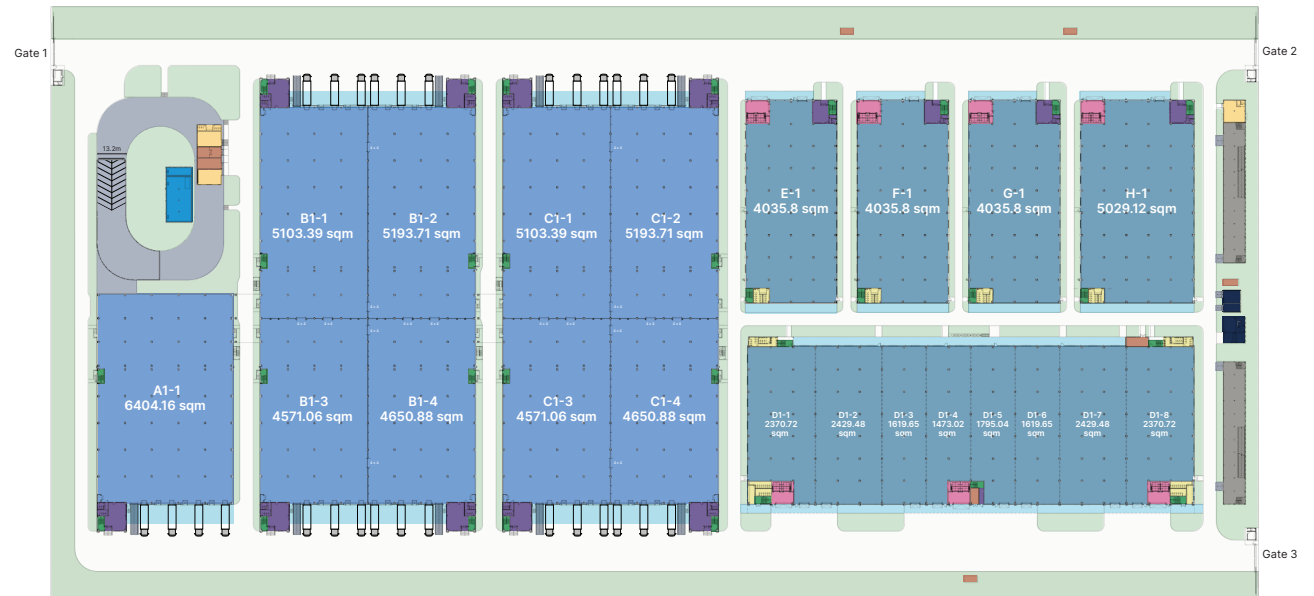 Gate 1
Gate 2
13.2m
E-1
4035.8 sqm
F-1
4035.8 sqm
G-1
4035.8 sqm
H-1
5029.12 sqm
B1-1
5103.39 sqm
B1-2
5193.71 sqm
C1-1
5103.39 sqm
C1-2
5193.71 sqm
A1-1
6404.16 sqm
B1-3
4571.06 sqm
B1-4
4650.88 sqm
C1-3
4571.06 sqm
C1-4
4650.88 sqm
D1-1
2370.72
sqm
D1-2
2429.48
sqm
D1-3
1619.65
sqm
D1-4
1473.02
sqm
D1-5
1795.04
sqm
D1-6
1619.65
sqm
D1-7
2429.48
sqm
D1-8
2370.72
sqm
Gate 3